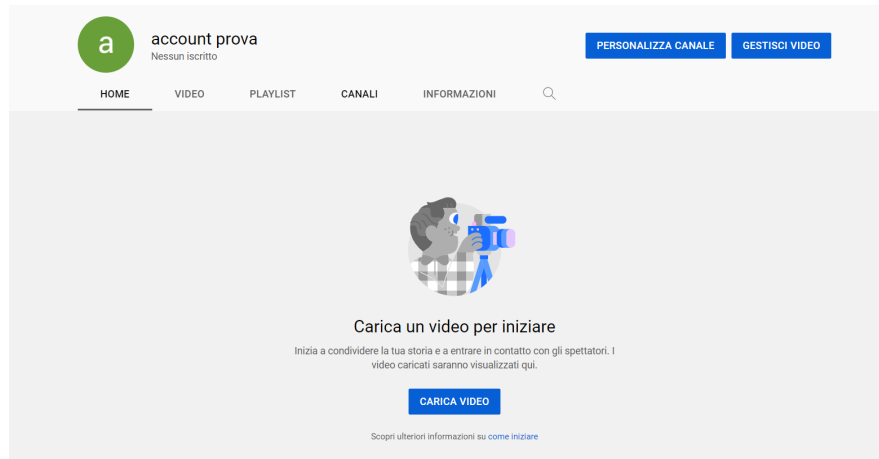 a
account prova
Nessun iscritto
PERSONALIZZA CANALE
GESTISCI VIDEO
HOME
VIDEO
PLAYLIST
CANALI
INFORMAZIONI
Carica un video per iniziare
Inizia a condividere la tua storia e a entrare in contatto con gli spettatori. I
video caricati saranno visualizzati qui.
CARICA VIDEO
Scopri ulteriori informazioni su come iniziare